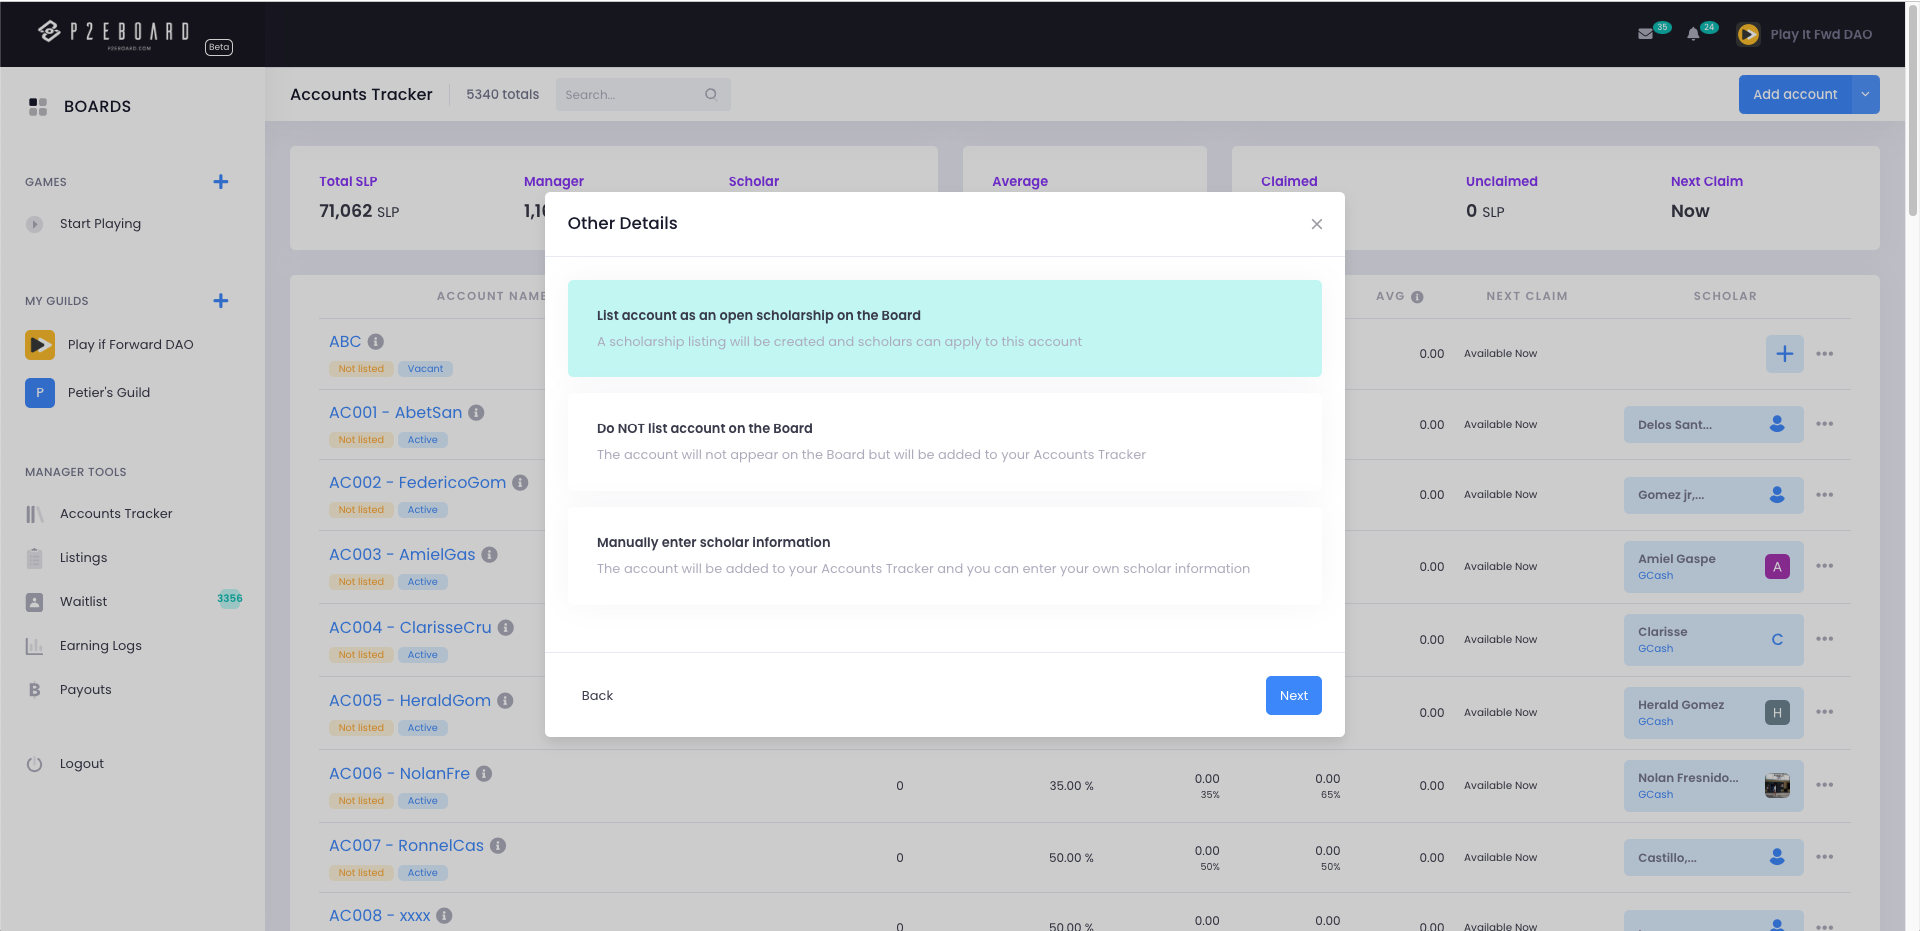 P2EBOARD
P2EBOARD.COM
Beta
35
24
Play It Fwd DAO
BOARDS
GAMES
Start Playing
MY GUILDS
Play if Forward DAO
P
Petier's Guild
MANAGER TOOLS
Accounts Tracker
Listings
Waitlist
3356
Earning Logs
Payouts
Logout
Accounts Tracker
5340 totals
Search...
Add account
Total SLP
Manager
Scholar
Average
Claimed
Unclaimed
Next Claim
71,062 SLP
0 SLP
Now
Other Details
List account as an open scholarship on the Board
A scholarship listing will be created and scholars can apply to this account
Do NOT list account on the Board
The account will not appear on the Board but will be added to your Accounts Tracker
Manually enter scholar information
The account will be added to your Accounts Tracker and you can enter your own scholar information
Back
Next
ACCOUNT NAME
AVG
NEXT CLAIM
SCHOLAR
ABC
Not listed Vacant
0.00 Available Now
AC001 - AbetSan
Not listed Active
0.00 Available Now Delos Sant...
AC002 - FedericoGom
Not listed Active
0.00 Available Now Gomez jr,...
AC003 - AmielGas
Not listed Active
0.00 Available Now Amiel Gaspe
GCash
A
AC004 - ClarisseCru
Not listed Active
0.00 Available Now Clarisse
GCash
C
AC005 - HeraldGom
Not listed Active
0.00 Available Now Herald Gomez
GCash
H
AC006 - NolanFre
Not listed Active
0 35.00 % 0.00 0.00 0.00 Available Now Nolan Fresnido...
35% 65% GCash
AC007 - RonnelCas
Not listed Active
0 50.00 % 0.00 0.00 0.00 Available Now Castillo,...
50% 50%
AC008 - xxxx
0 50.00 % 0.00 0.00 0.00 Available Now